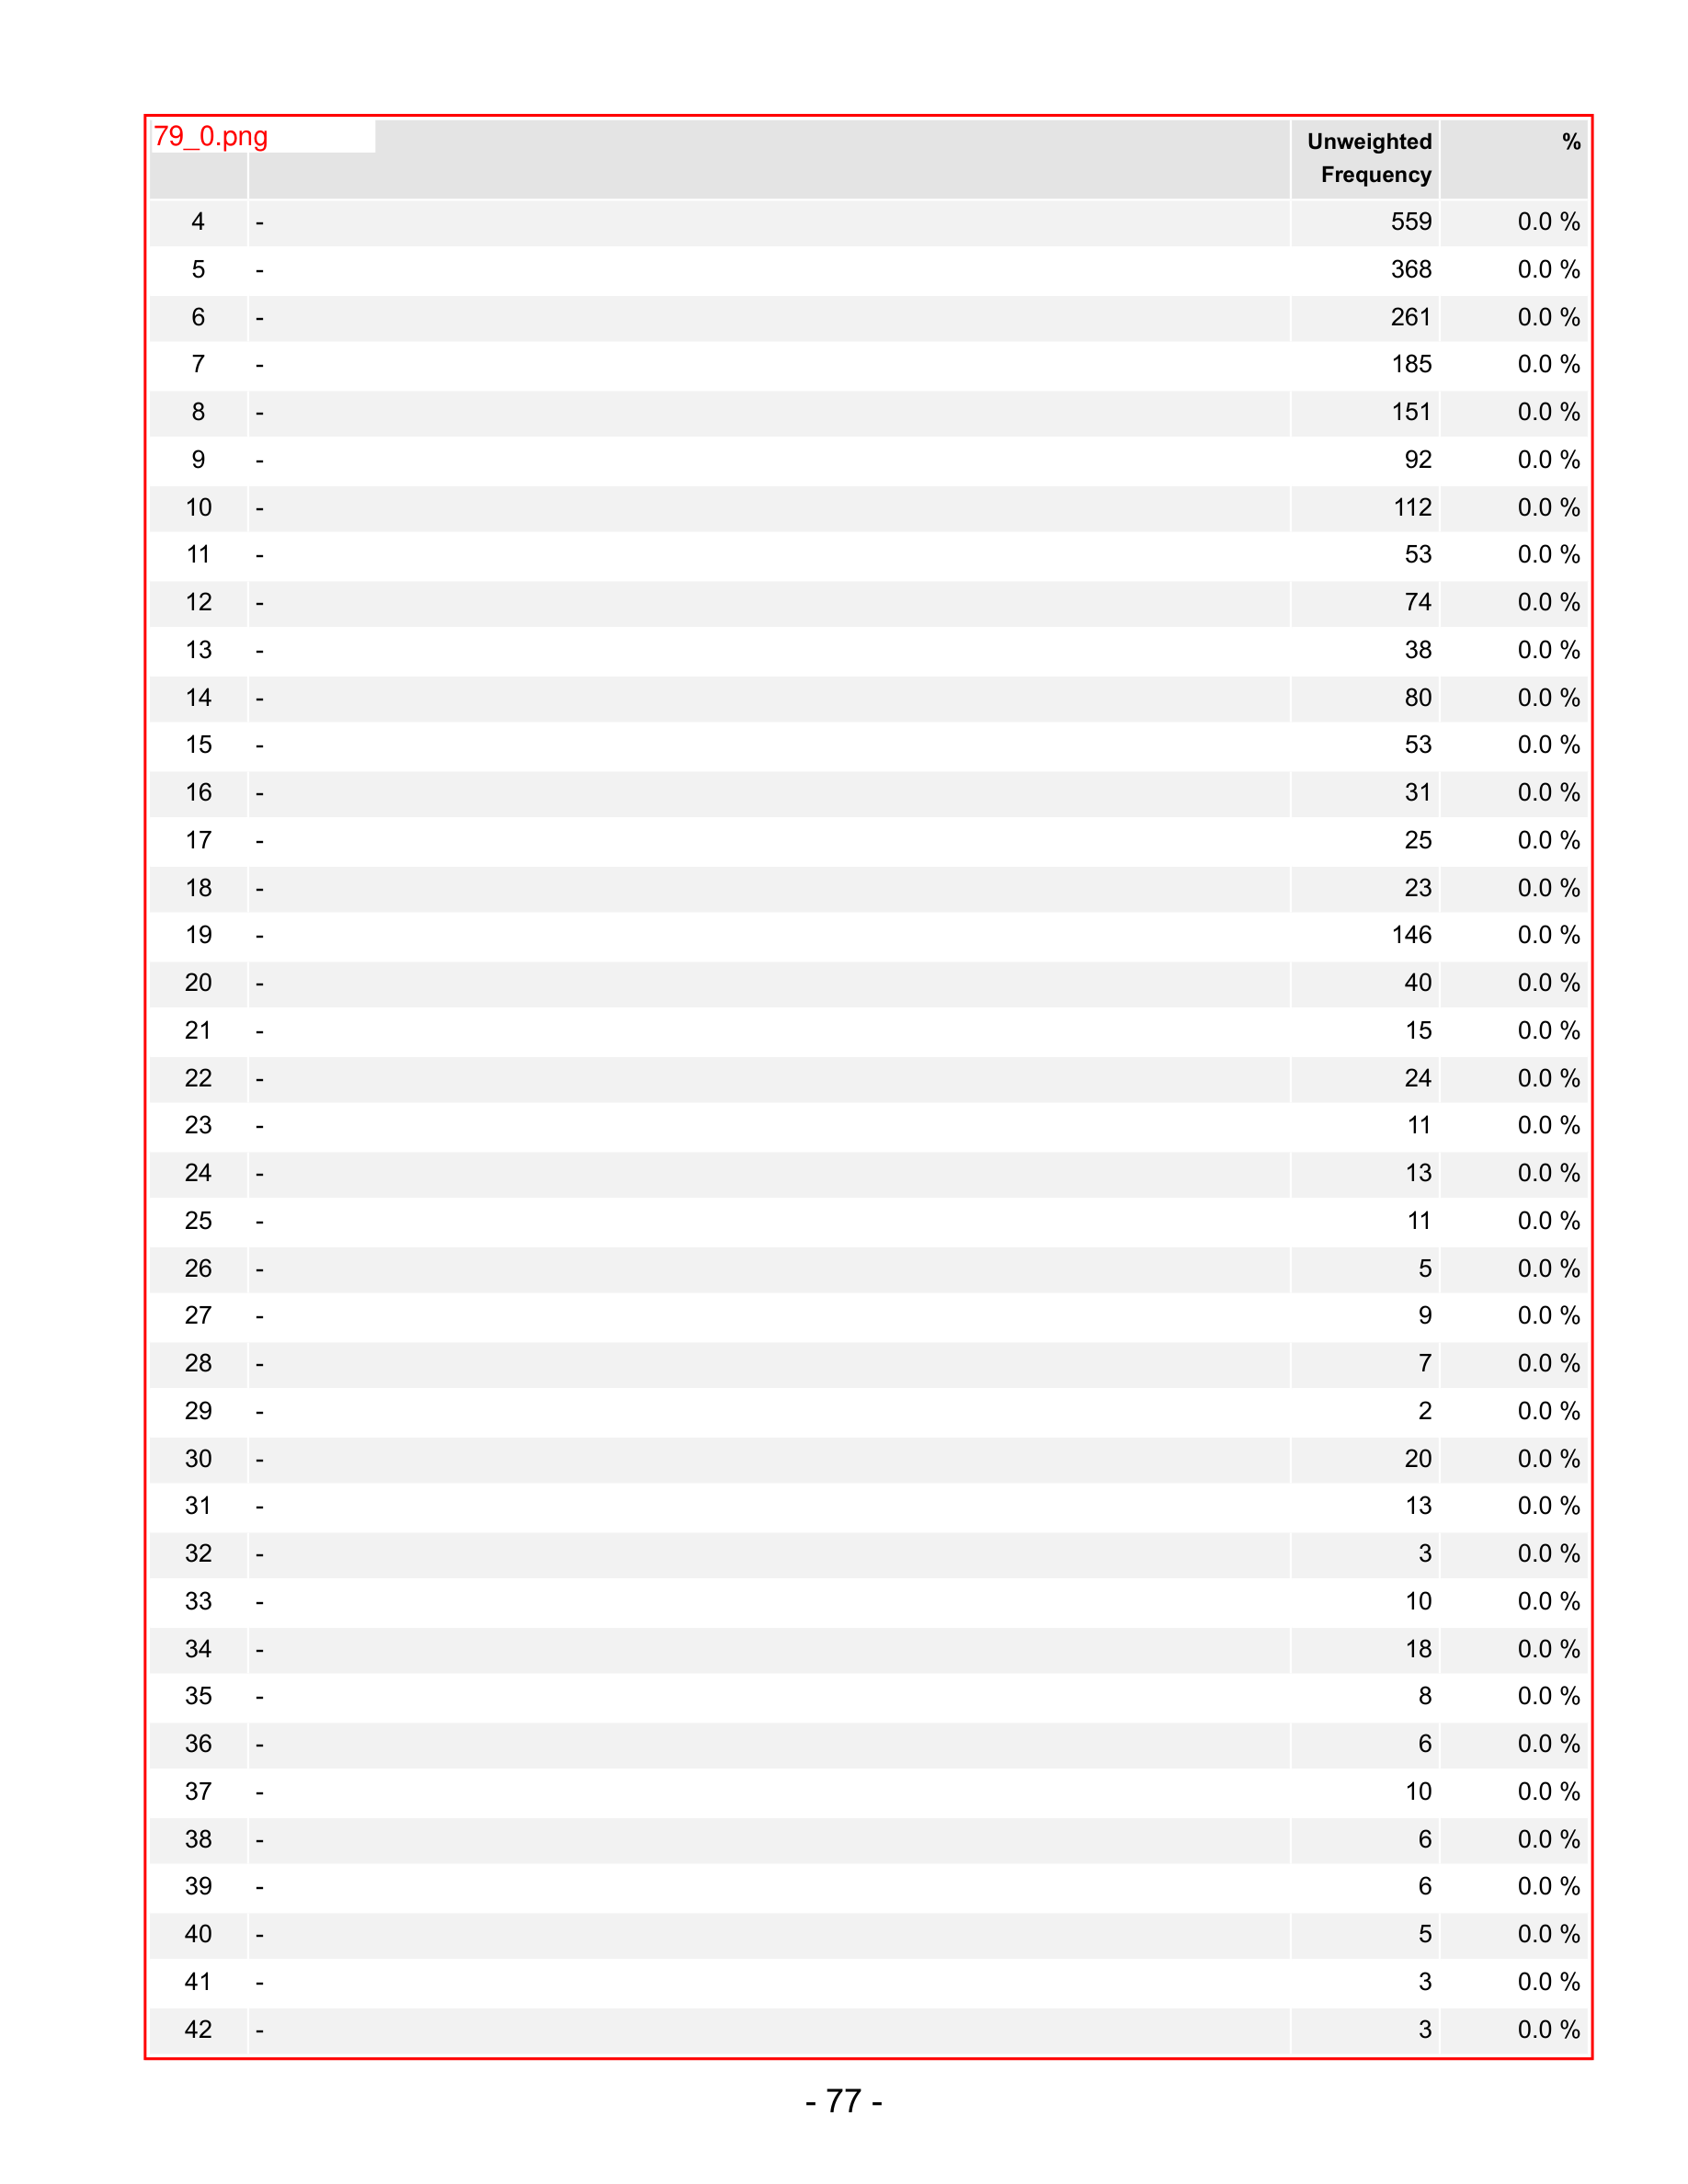 79_0.png
Unweighted Frequency %
4 - 559 0.0 %
5 - 368 0.0 %
6 - 261 0.0 %
7 - 185 0.0 %
8 - 151 0.0 %
9 - 92 0.0 %
10 - 112 0.0 %
11 - 53 0.0 %
12 - 74 0.0 %
13 - 38 0.0 %
14 - 80 0.0 %
15 - 53 0.0 %
16 - 31 0.0 %
17 - 25 0.0 %
18 - 23 0.0 %
19 - 146 0.0 %
20 - 40 0.0 %
21 - 15 0.0 %
22 - 24 0.0 %
23 - 11 0.0 %
24 - 13 0.0 %
25 - 11 0.0 %
26 - 5 0.0 %
27 - 9 0.0 %
28 - 7 0.0 %
29 - 2 0.0 %
30 - 20 0.0 %
31 - 13 0.0 %
32 - 3 0.0 %
33 - 10 0.0 %
34 - 18 0.0 %
35 - 8 0.0 %
36 - 6 0.0 %
37 - 10 0.0 %
38 - 6 0.0 %
39 - 6 0.0 %
40 - 5 0.0 %
41 - 3 0.0 %
42 - 3 0.0 %
- 77 -